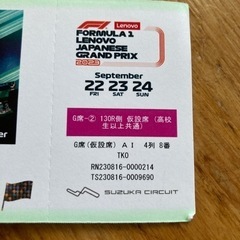 Lenovo
FORMULA 1
LENOVO
JAPANESE
GRAND PRIX
2023
September
22 23 24
FRI SAT SUN
G席-② 130R側 仮設席 (高校
生以上共通)
G席(仮設席) A1 4列 8番
TKO
RN230816-0000214
TS230816-0009690
SUZUKA CIRCUIT